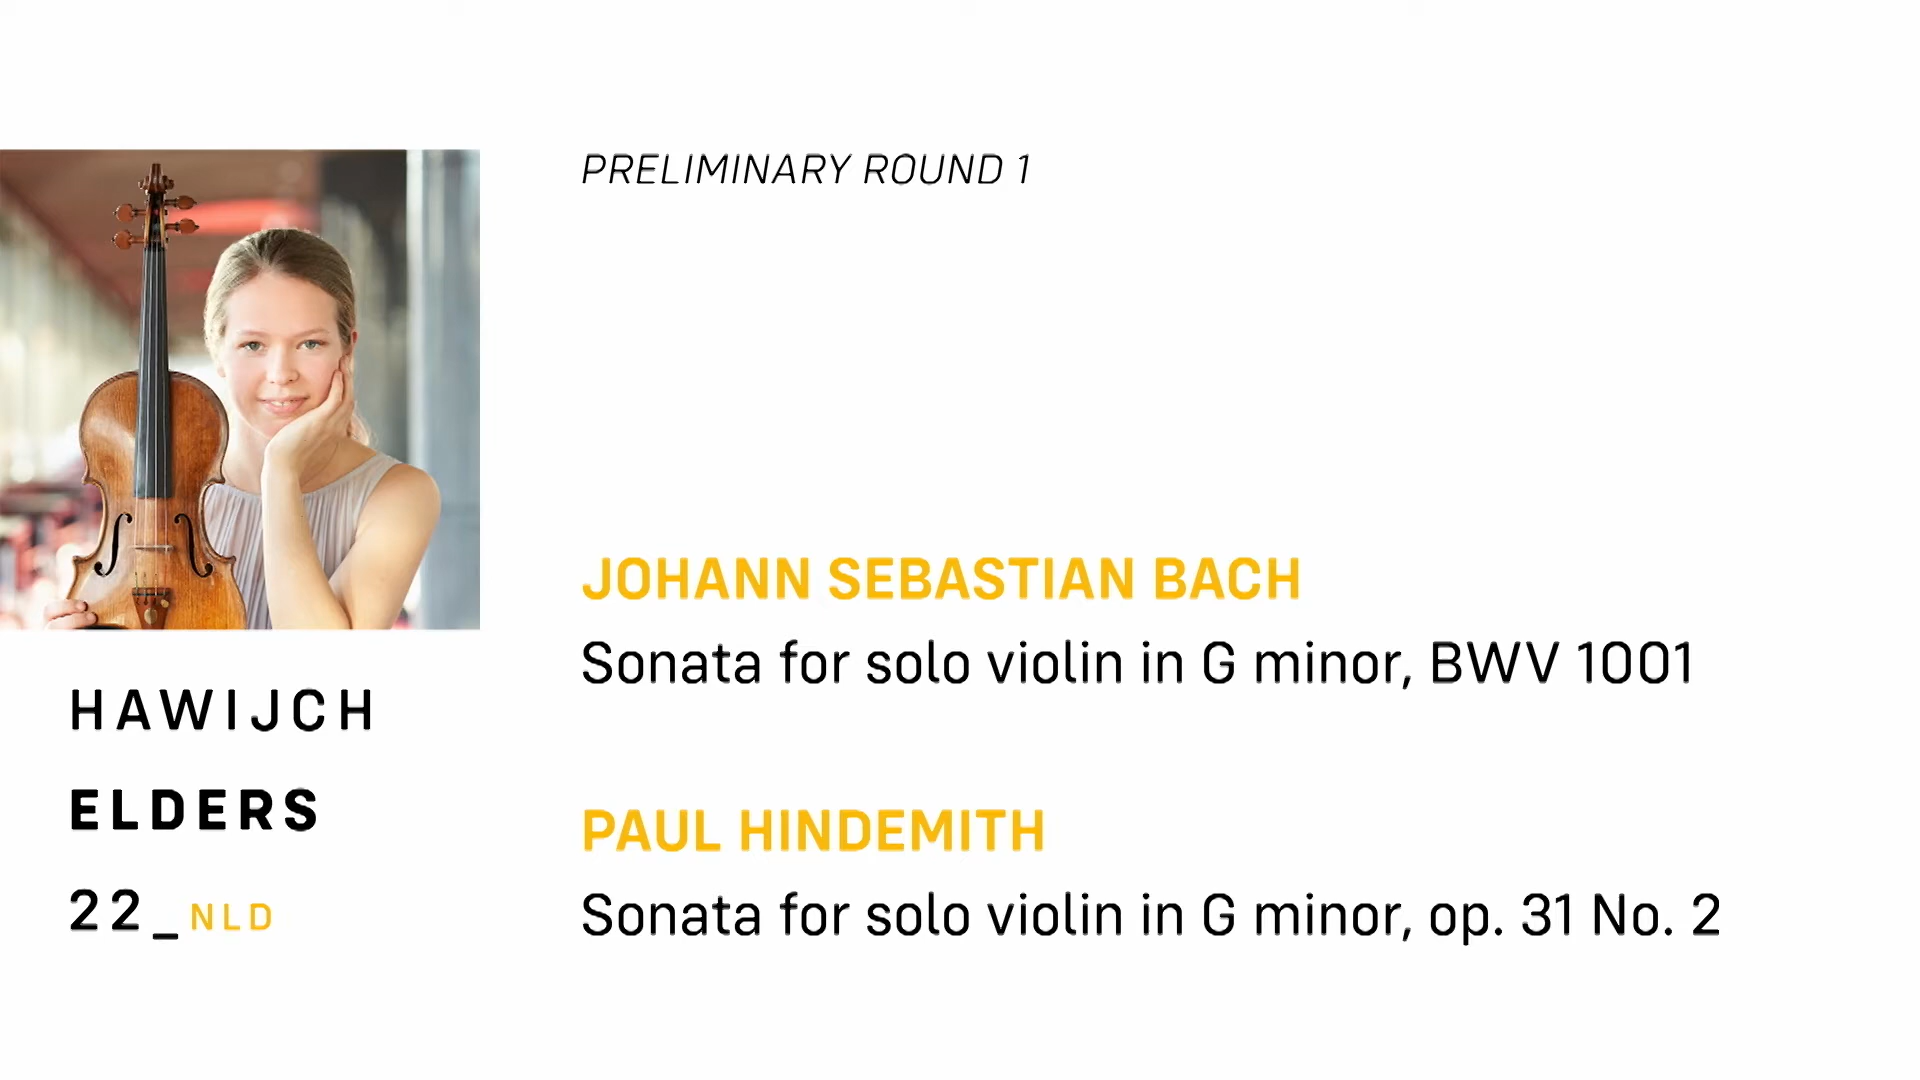 PRELIMINARY ROUND 1
JOHANN SEBASTIAN BACH
Sonata for solo violin in G minor, BWV 1001
PAUL HINDEMITH
Sonata for solo violin in G minor, op. 31 No. 2
HAWIJCH
ELDERS
22_NLD